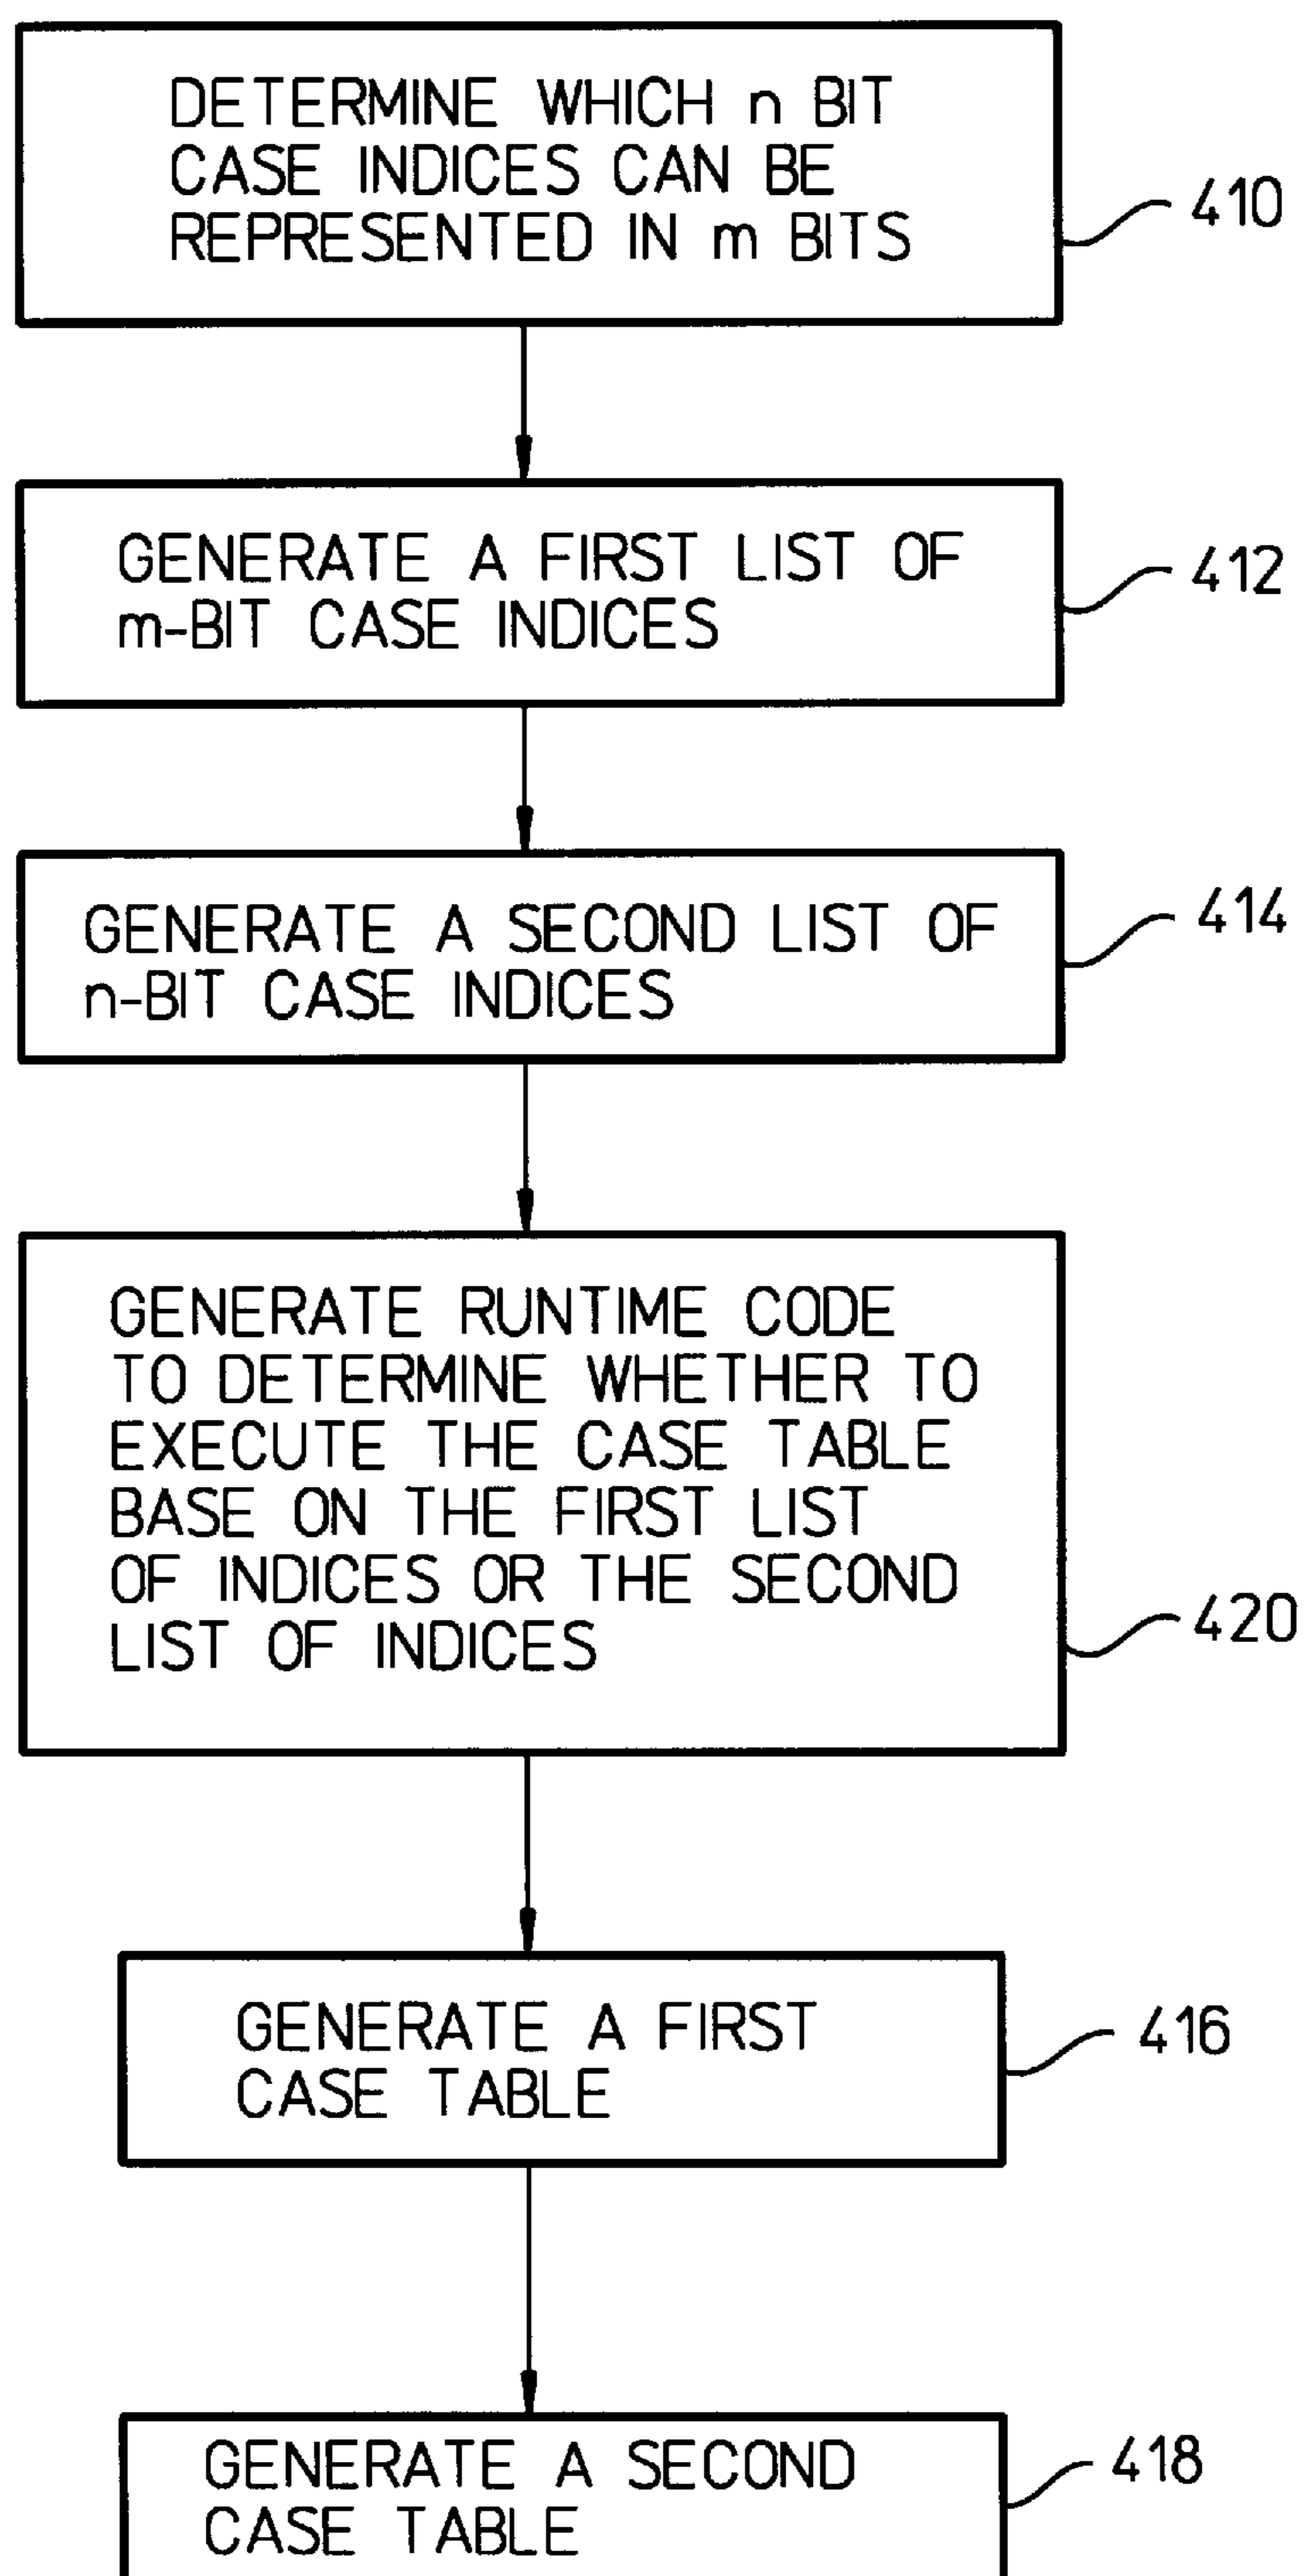 DETERMINE WHICH n BIT
CASE INDICES CAN BE
REPRESENTED IN m BITS
410
GENERATE A FIRST LIST OF
m-BIT CASE INDICES
412
GENERATE A SECOND LIST OF
n-BIT CASE INDICES
414
GENERATE RUNTIME CODE
TO DETERMINE WHETHER TO
EXECUTE THE CASE TABLE
BASE ON THE FIRST LIST
OF INDICES OR THE SECOND
LIST OF INDICES
420
GENERATE A FIRST
CASE TABLE
416
GENERATE A SECOND
CASE TABLE
418